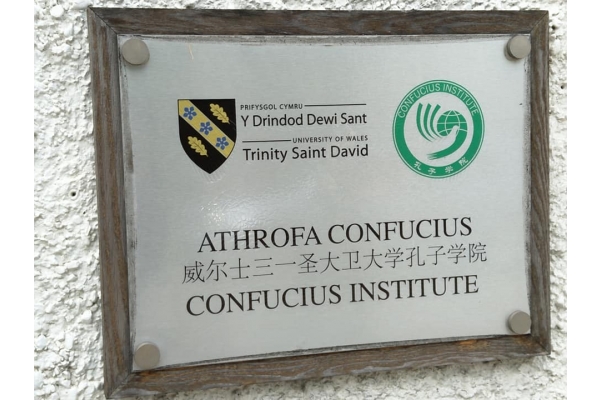 PRIFYSGOL CYMRU
Y Drindod Dewi Sant
UNIVERSITY OF WALES
Trinity Saint David
CONFUCIUS INSTITUTE
孔子学院
ATHROFA CONFUCIUS
威尔士三一圣大卫大学孔子学院
CONFUCIUS INSTITUTE